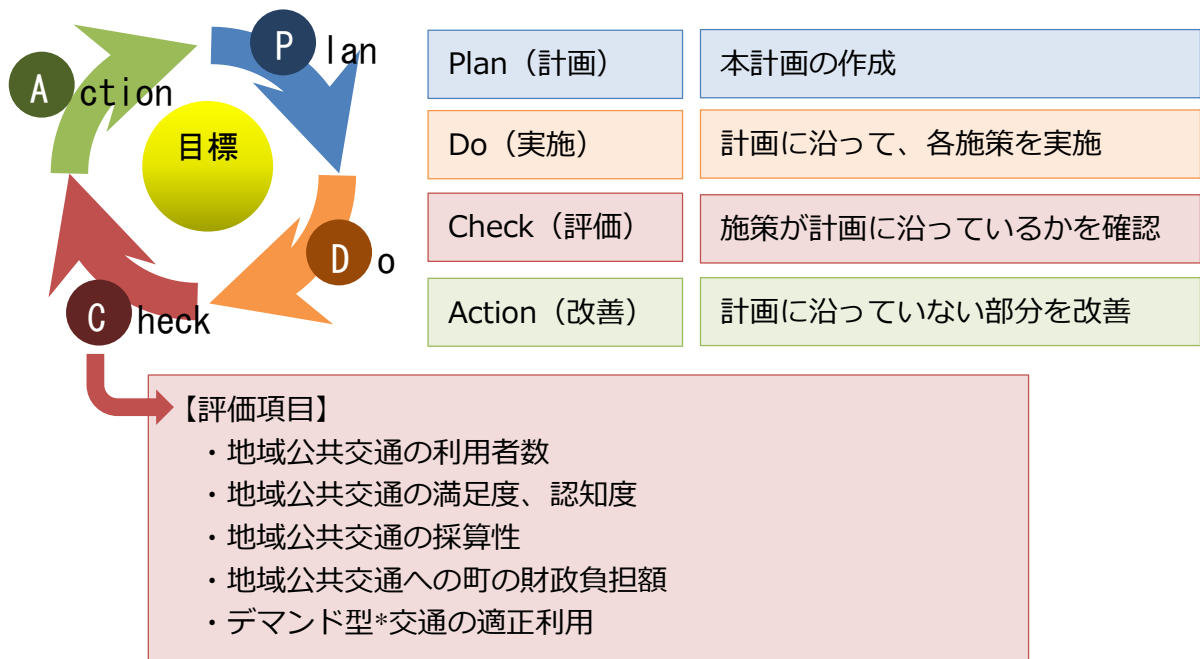 Plan
Action
目標
Do
Check
Plan（計画） 本計画の作成
Do（実施） 計画に沿って、各施策を実施
Check（評価） 施策が計画に沿っているかを確認
Action（改善） 計画に沿っていない部分を改善
【評価項目】
・地域公共交通の利用者数
・地域公共交通の満足度、認知度
・地域公共交通の採算性
・地域公共交通への町の財政負担額
・デマンド型*交通の適正利用